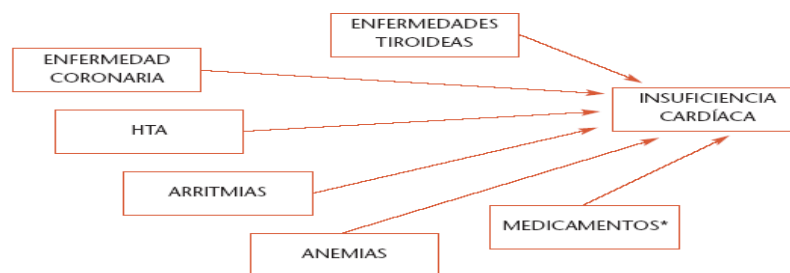 ENFERMEDADES
TIROIDEAS
ENFERMEDAD
CORONARIA
INSUFICIENCIA
CARDÍACA
HTA
ARRITMIAS
MEDICAMENTOS*
ANEMIAS